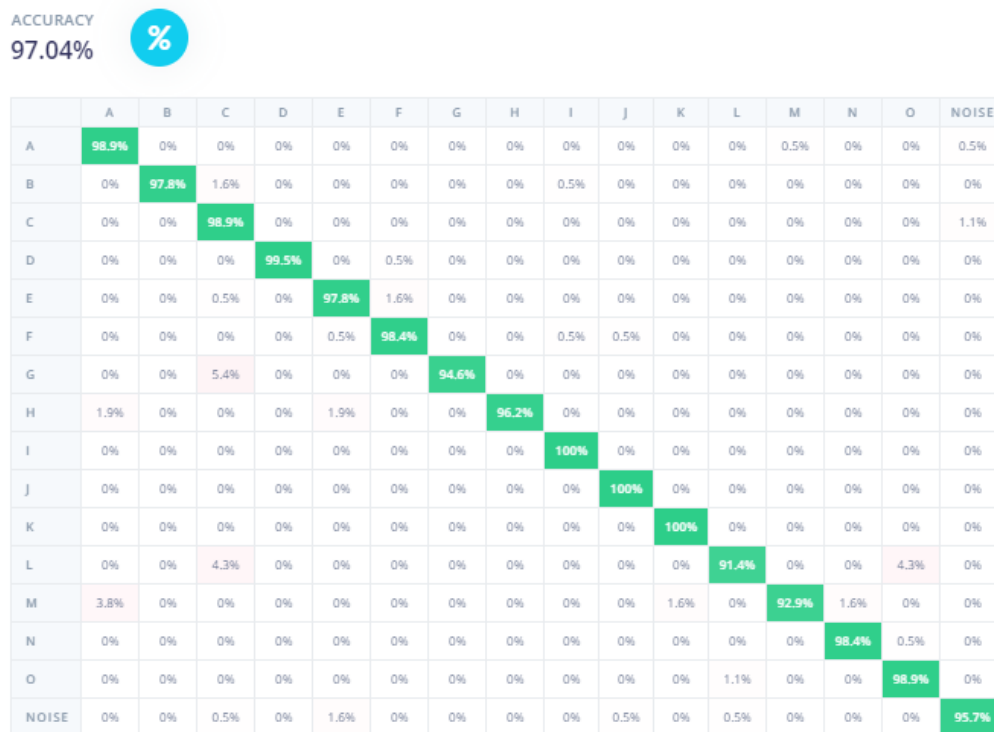 ACCURACY
97.04%
%
A B C D E F G H I J K L M N O NOISE
A 98.9% 0% 0% 0% 0% 0% 0% 0% 0% 0% 0% 0% 0.5% 0% 0% 0.5%
B 0% 97.8% 1.6% 0% 0% 0% 0% 0% 0.5% 0% 0% 0% 0% 0% 0% 0%
C 0% 0% 98.9% 0% 0% 0% 0% 0% 0% 0% 0% 0% 0% 0% 0% 1.1%
D 0% 0% 0% 99.5% 0% 0.5% 0% 0% 0% 0% 0% 0% 0% 0% 0% 0%
E 0% 0% 0.5% 0% 97.8% 1.6% 0% 0% 0% 0% 0% 0% 0% 0% 0% 0%
F 0% 0% 0% 0% 0.5% 98.4% 0% 0% 0.5% 0.5% 0% 0% 0% 0% 0% 0%
G 0% 0% 5.4% 0% 0% 0% 94.6% 0% 0% 0% 0% 0% 0% 0% 0% 0%
H 1.9% 0% 0% 0% 1.9% 0% 0% 96.2% 0% 0% 0% 0% 0% 0% 0% 0%
I 0% 0% 0% 0% 0% 0% 0% 0% 100% 0% 0% 0% 0% 0% 0% 0%
J 0% 0% 0% 0% 0% 0% 0% 0% 0% 100% 0% 0% 0% 0% 0% 0%
K 0% 0% 0% 0% 0% 0% 0% 0% 0% 0% 100% 0% 0% 0% 0% 0%
L 0% 0% 4.3% 0% 0% 0% 0% 0% 0% 0% 0% 91.4% 0% 0% 4.3% 0%
M 3.8% 0% 0% 0% 0% 0% 0% 0% 0% 0% 1.6% 0% 92.9% 1.6% 0% 0%
N 0% 0% 0% 0% 0% 0% 0% 0% 0% 0% 0% 0% 0% 98.4% 0.5% 0%
O 0% 0% 0% 0% 0% 0% 0% 0% 0% 0% 0% 1.1% 0% 0% 98.9% 0%
NOISE 0% 0% 0.5% 0% 1.6% 0% 0% 0% 0% 0.5% 0% 0.5% 0% 0% 0% 95.7%